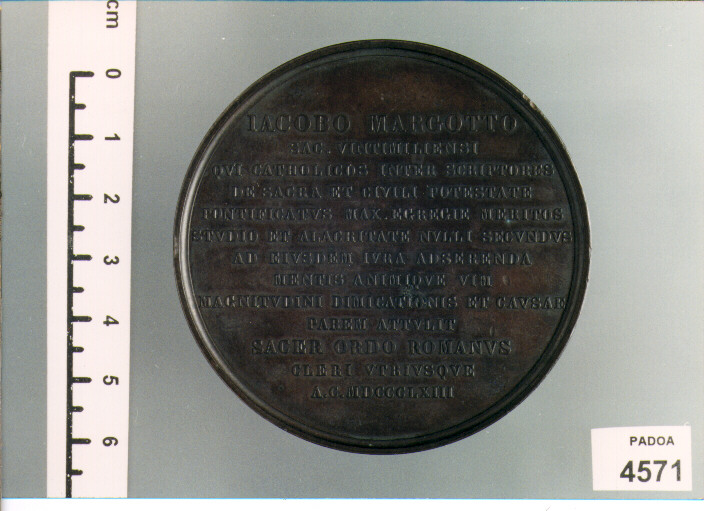 IACOBO MARGOTTO
SAC. VINTIMILIENSI
QVI CATHOLICOS INTER SCRIPTORES
DE SACRA ET CIVILI POTESTATE
PONTIFICATVS MAX. EGREGIE MERITOS
STVDIO ET ALACRITATE NVLLI SECVNDVS
AD EIVSDEM IVRA ADSERENDA
MENTIS ANIMIQVE VIM
MAGNITVDINI DIMICATIONIS ET CAVSAE
PAREM ATTVLIT
SACER ORDO ROMANVS
CLERI VTRIVSQVE
A.C. MDCCCLXIII
cm
0
1
2
3
4
5
6
PADOA
4571